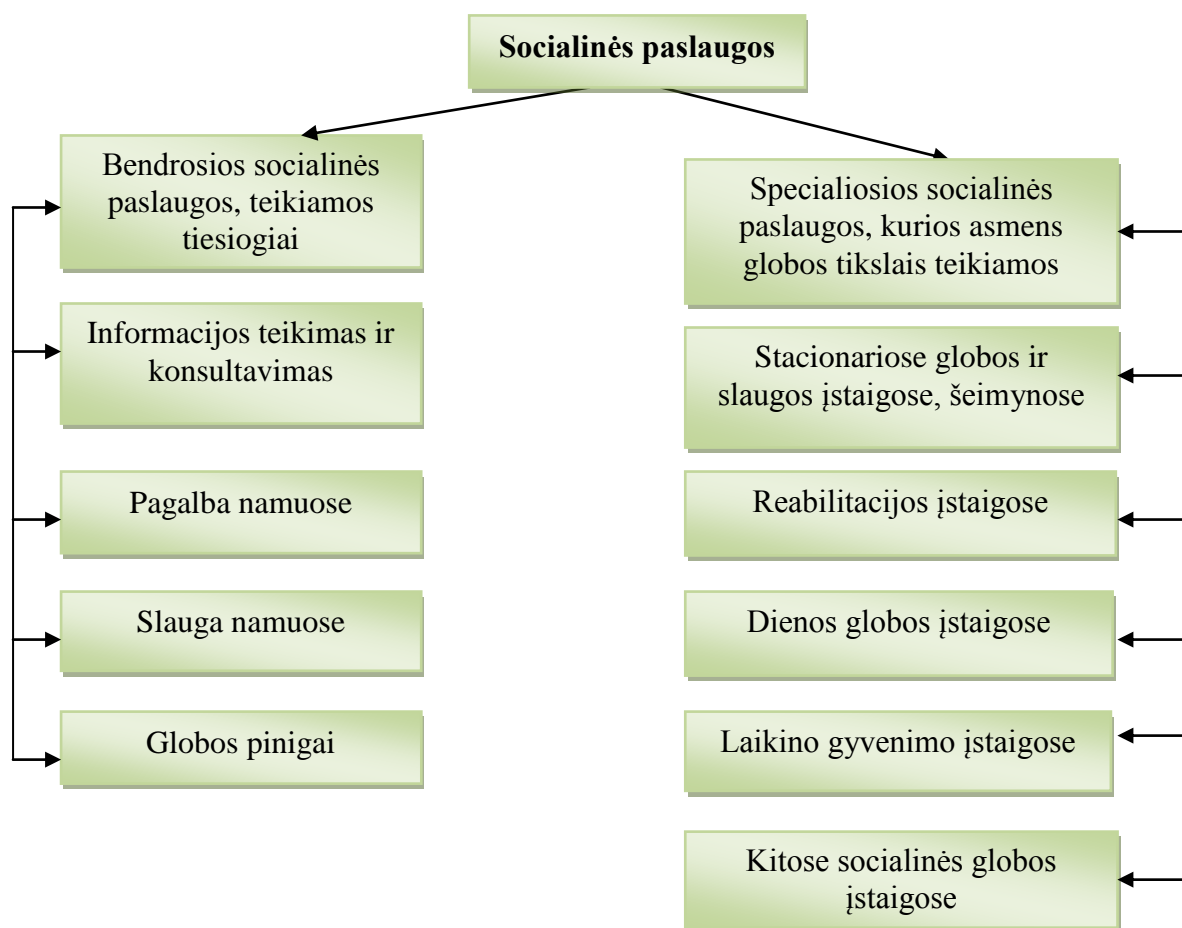 Socialinės paslaugos
Bendrosios socialinės
paslaugos, teikiamos
tiesiogiai
Informacijos teikimas ir
konsultavimas
Pagalba namuose
Slauga namuose
Globos pinigai
Specialiosios socialinės
paslaugos, kurios asmens
globos tikslais teikiamos
Stacionariose globos ir
slaugos įstaigose, šeimynose
Reabilitacijos įstaigose
Dienos globos įstaigose
Laikino gyvenimo įstaigose
Kitose socialinės globos
įstaigose